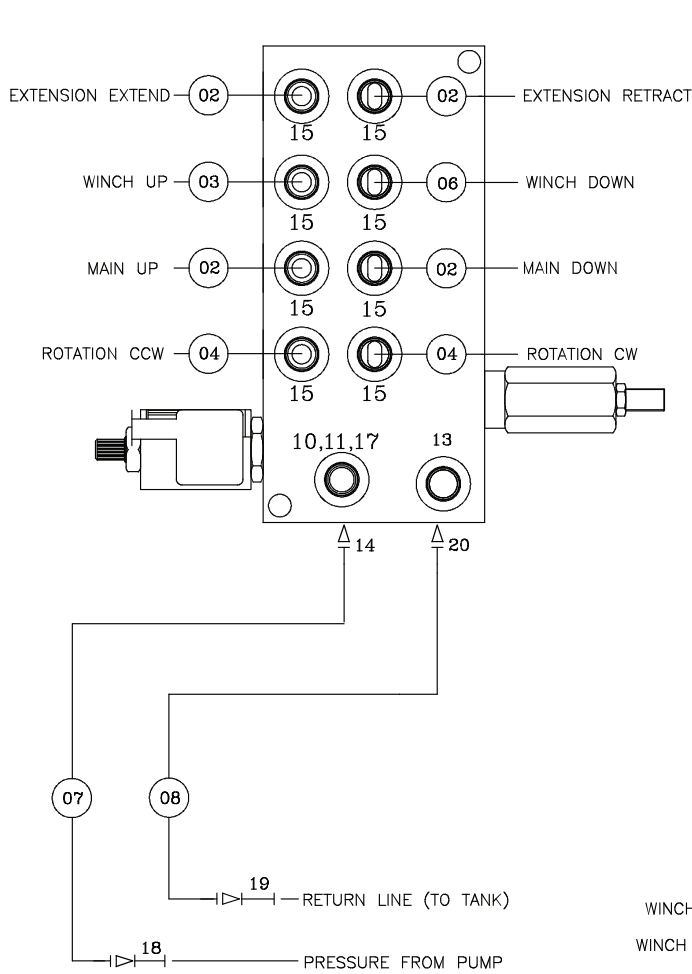 EXTENSION EXTEND 02 02 EXTENSION RETRACT
15 15
WINCH UP 03 06 WINCH DOWN
15 15
MAIN UP 02 02 MAIN DOWN
15 15
ROTATION CCW 04 04 ROTATION CW
15 15
10,11,17 13
14 20
07 08
19
RETURN LINE (TO TANK)
WINCH
18
WINCH
PRESSURE FROM PUMP